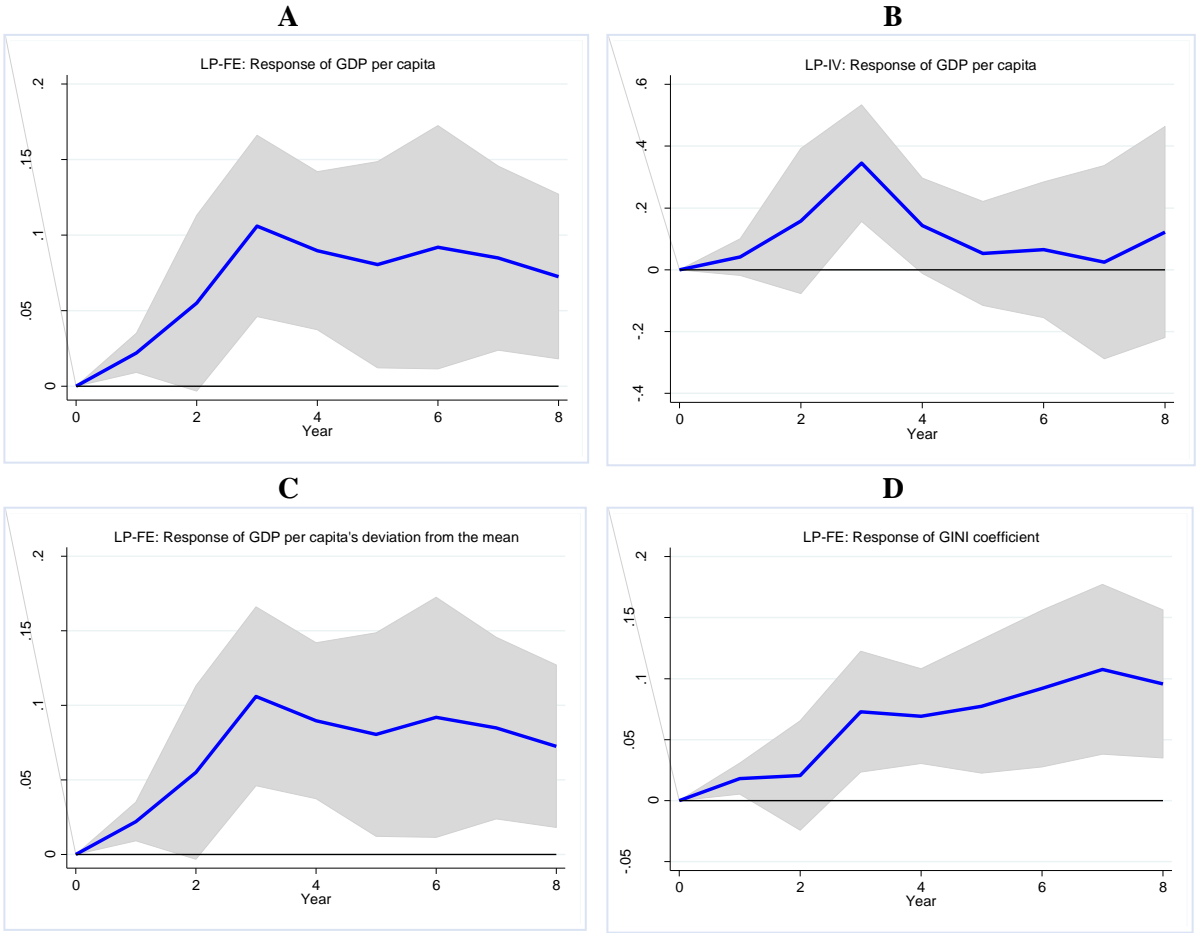 A
LP-FE: Response of GDP per capita
.2
.15
.1
.05
0
0 2 4 6 8
Year
B
LP-IV: Response of GDP per capita
.6
.4
.2
0
-.2
-.4
0 2 4 6 8
Year
C
LP-FE: Response of GDP per capita's deviation from the mean
.2
.15
.1
.05
0
0 2 4 6 8
Year
D
LP-FE: Response of GINI coefficient
.2
.15
.1
.05
0
-.05
0 2 4 6 8
Year